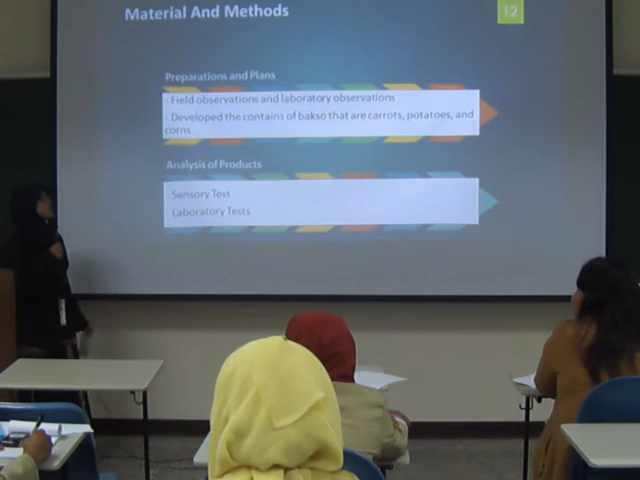 Material And Methods
12
Preparations and Plans
Field observations and laboratory observations
Developed the contains of bakso that are carrots, potatoes, and
corns
Analysis of Products
Sensory Test
Laboratory Tests